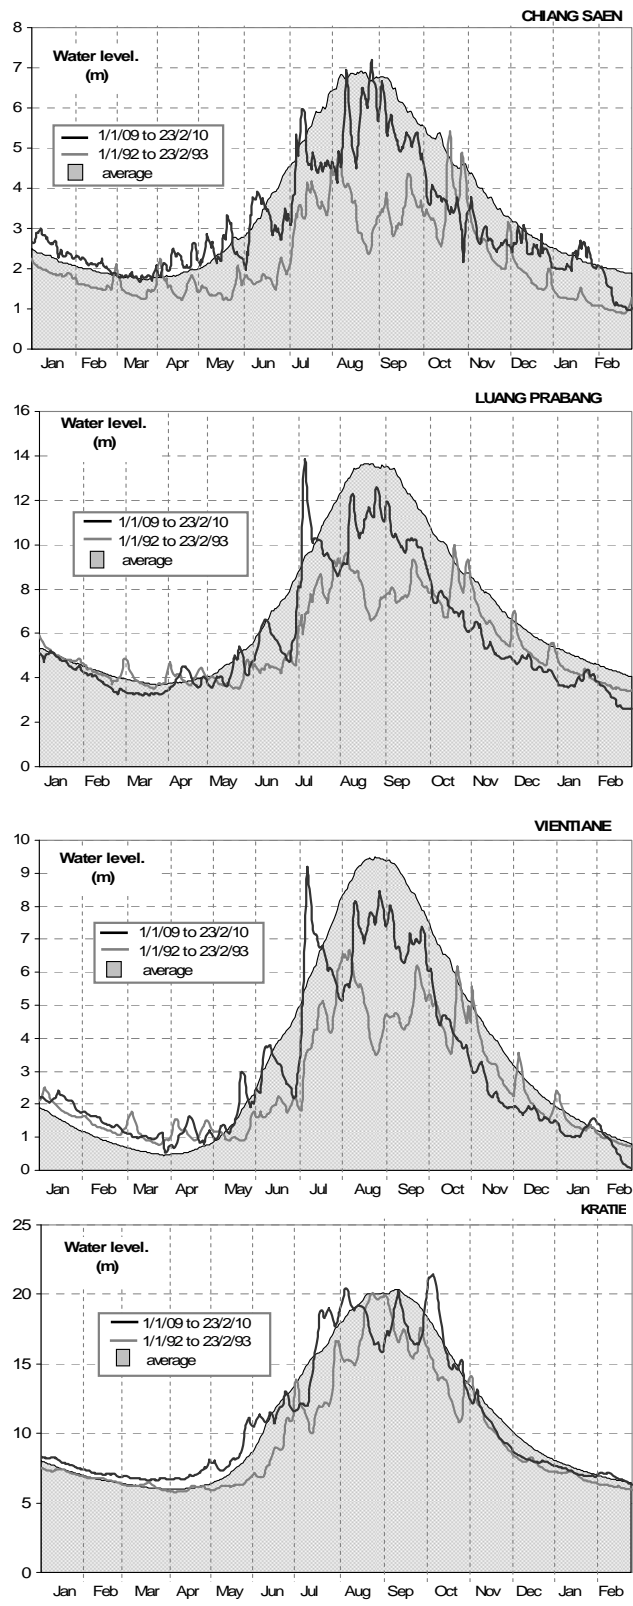 CHIANG SAEN
8
7
6
5
4
3
2
1
0
Water level.
(m)
1/1/09 to 23/2/10
1/1/92 to 23/2/93
average
Jan Feb Mar Apr May Jun Jul Aug Sep Oct Nov Dec Jan Feb
LUANG PRABANG
16
14
12
10
8
6
4
2
0
Water level.
(m)
1/1/09 to 23/2/10
1/1/92 to 23/2/93
average
Jan Feb Mar Apr May Jun Jul Aug Sep Oct Nov Dec Jan Feb
VIENTIANE
10
9
8
7
6
5
4
3
2
1
0
Water level.
(m)
1/1/09 to 23/2/10
1/1/92 to 23/2/93
average
Jan Feb Mar Apr May Jun Jul Aug Sep Oct Nov Dec Jan Feb
KRATIE
25
20
15
10
5
0
Water level.
(m)
1/1/09 to 23/2/10
1/1/92 to 23/2/93
average
Jan Feb Mar Apr May Jun Jul Aug Sep Oct Nov Dec Jan Feb